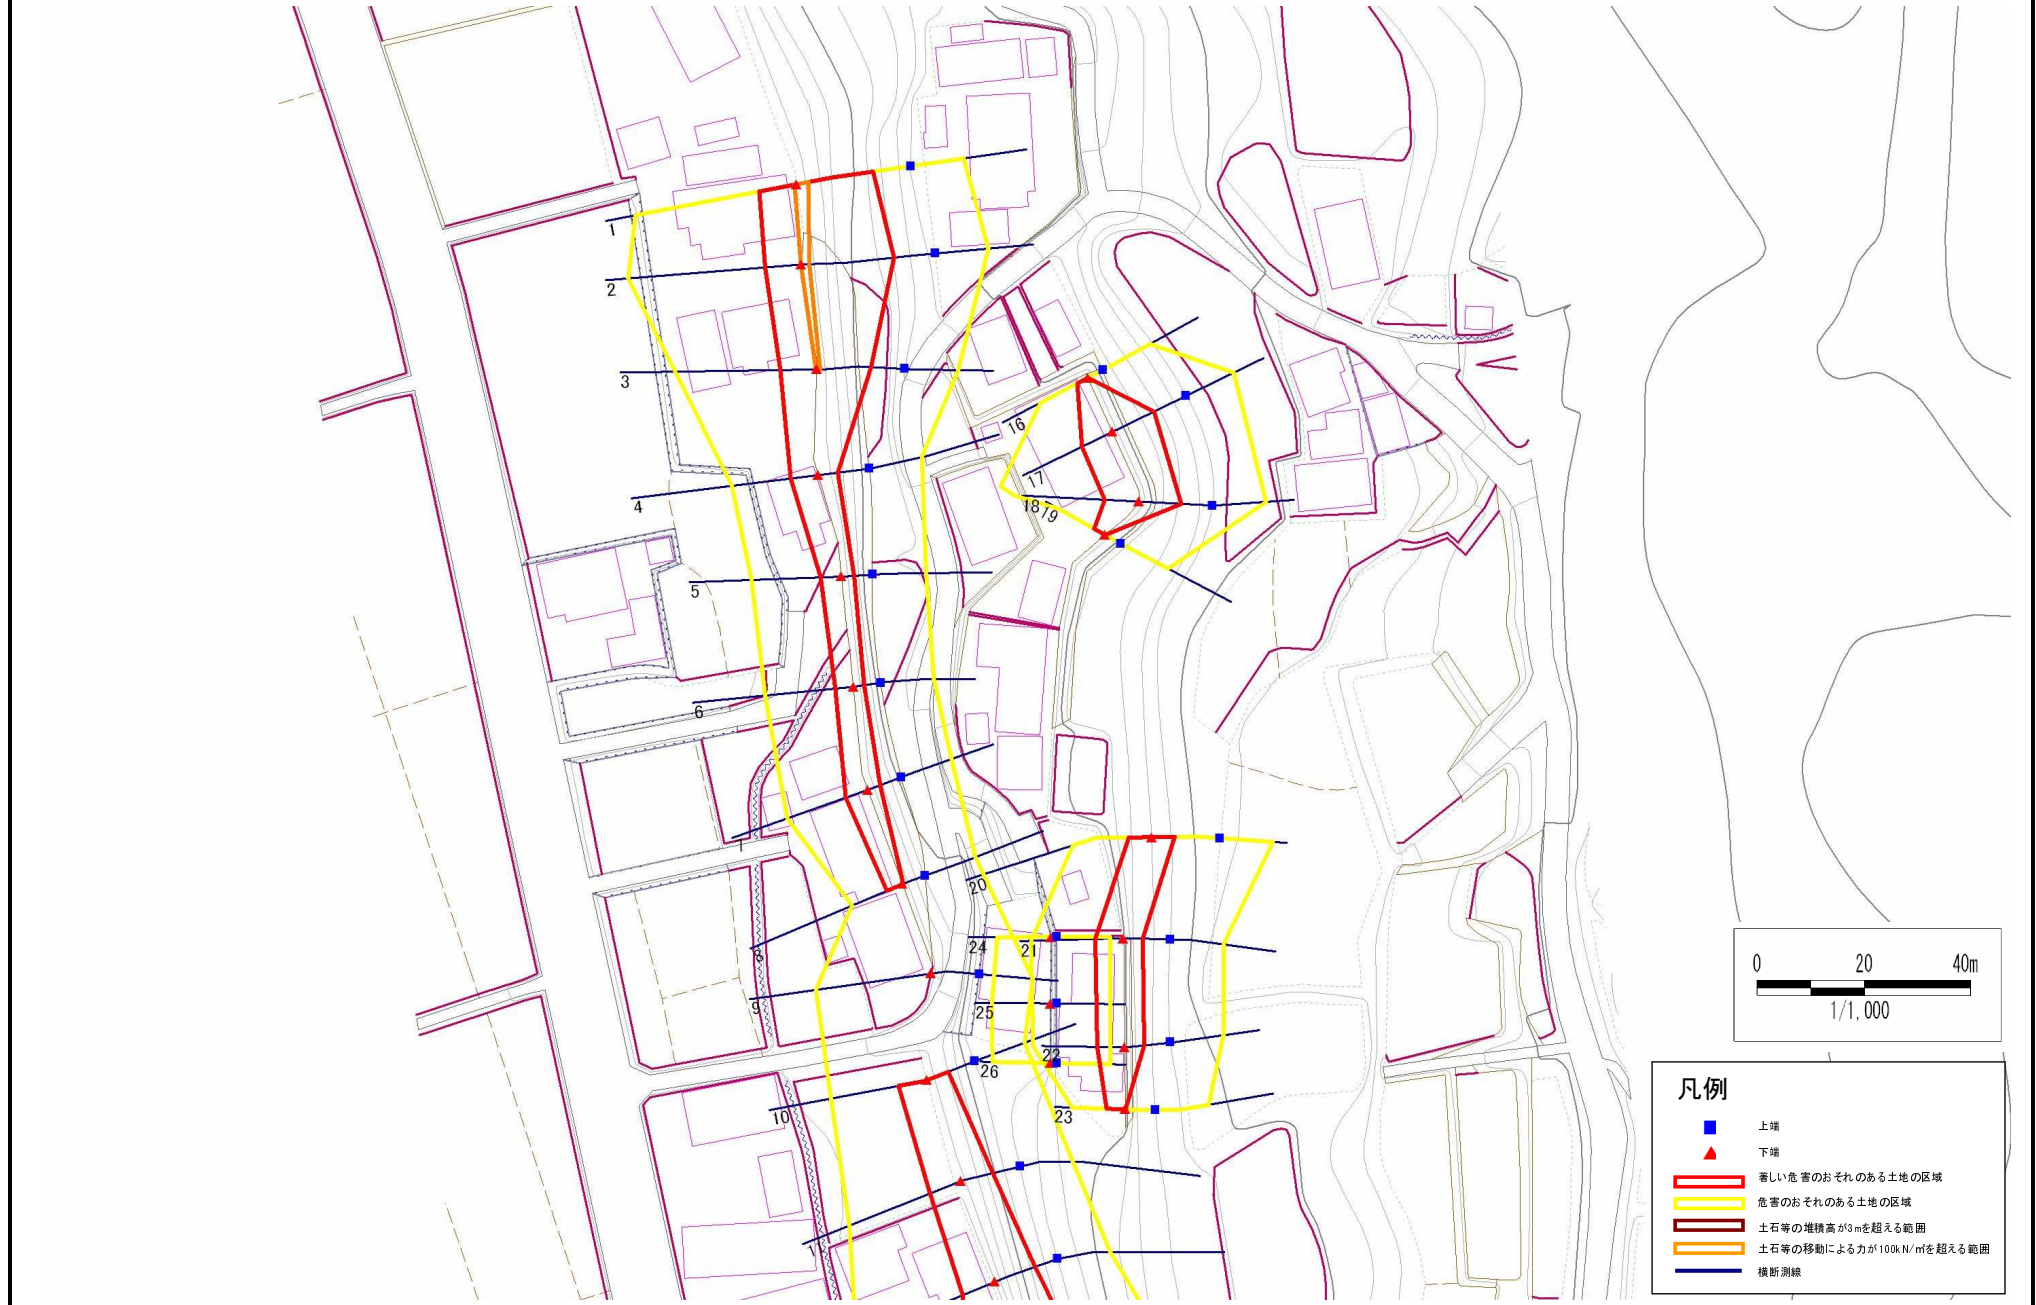 1
2
3
16
4
17
18 19
5
6
7
20
24
21
8
0 20 40m
1/1,000
9
25
22
26
10
23
11
凡例
上端
下端
著しい危害のおそれのある土地の区域
危害のおそれのある土地の区域
土石等の堆積高が3mを超える範囲
土石等の移動による力が100kN/㎡を超える範囲
横断測線